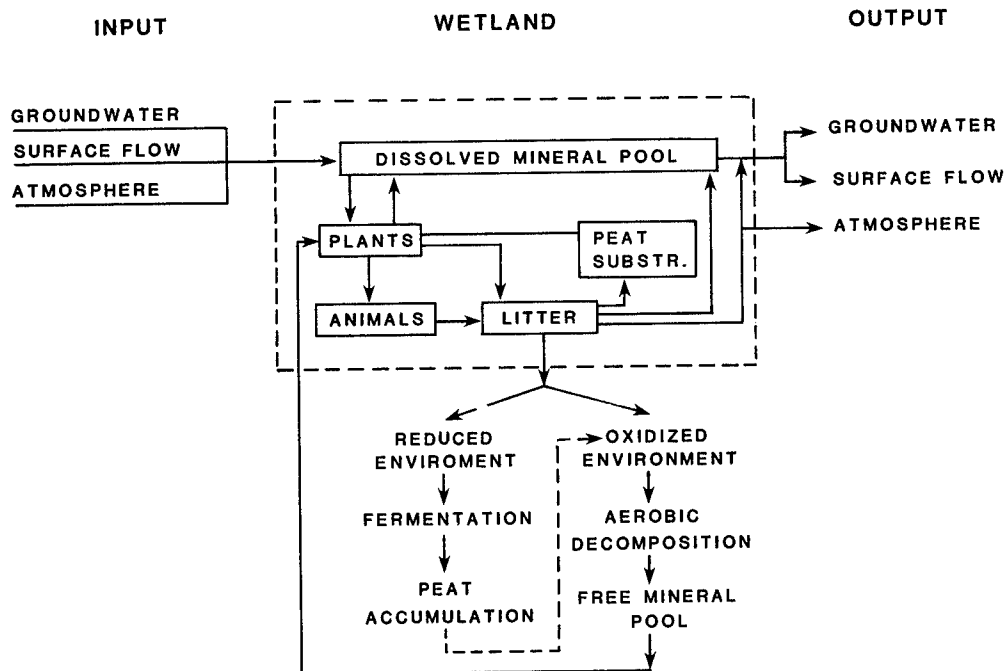 INPUT
WETLAND
OUTPUT
GROUNDWATER
SURFACE FLOW
ATMOSPHERE
DISSOLVED MINERAL POOL
GROUNDWATER
SURFACE FLOW
ATMOSPHERE
PLANTS
PEAT
SUBSTR.
ANIMALS
LITTER
REDUCED
ENVIROMENT
FERMENTATION
PEAT
ACCUMULATION
OXIDIZED
ENVIRONMENT
AEROBIC
DECOMPOSITION
FREE MINERAL
POOL